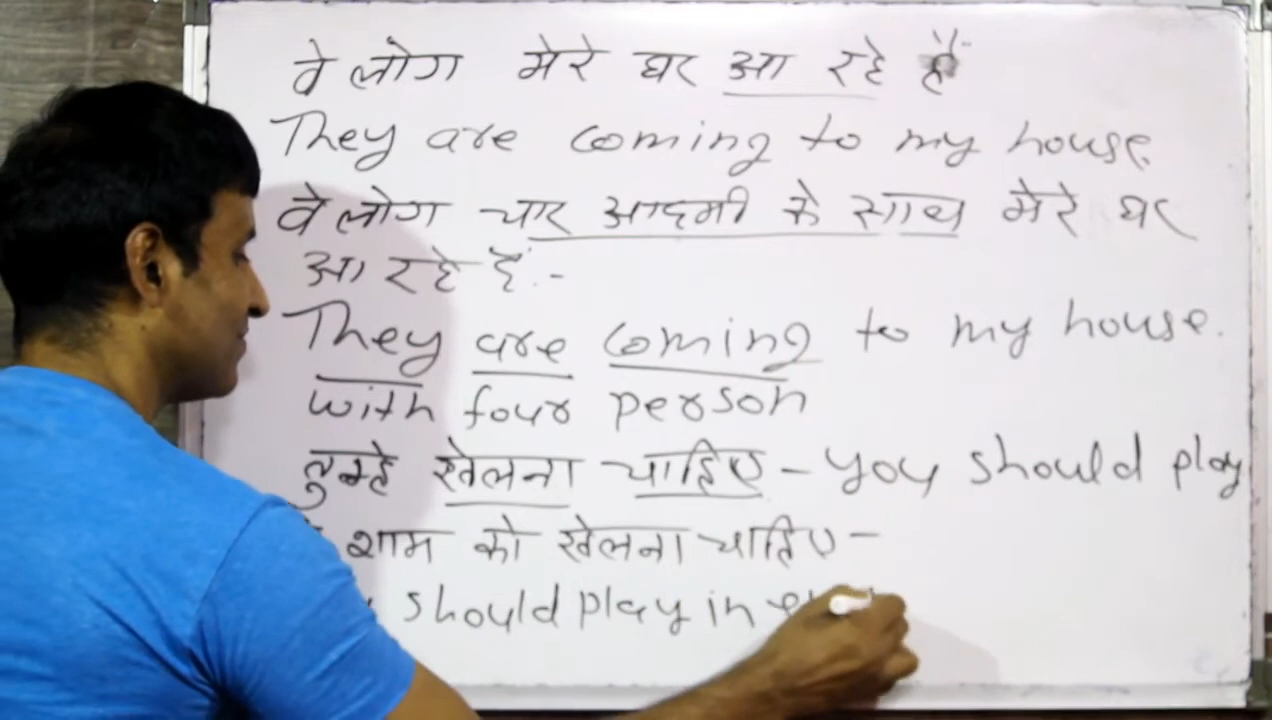 वे लोग मेरे घर आ रहे हैं
They are coming to my house.
वे लोग चार आदमी के साथ मेरे घर
आ रहे हैं:-
They are coming to my house.
with four person
तुम्हे खेलना चाहिए - you should play
शाम को खेलना चाहिए -
should play in